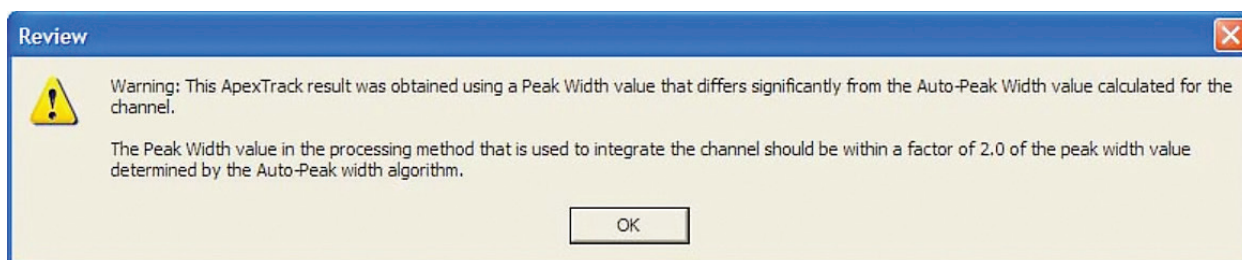 Review
Warning: This ApexTrack result was obtained using a Peak Width value that differs significantly from the Auto-Peak Width value calculated for the
channel.
The Peak Width value in the processing method that is used to integrate the channel should be within a factor of 2.0 of the peak width value
determined by the Auto-Peak width algorithm.
OK